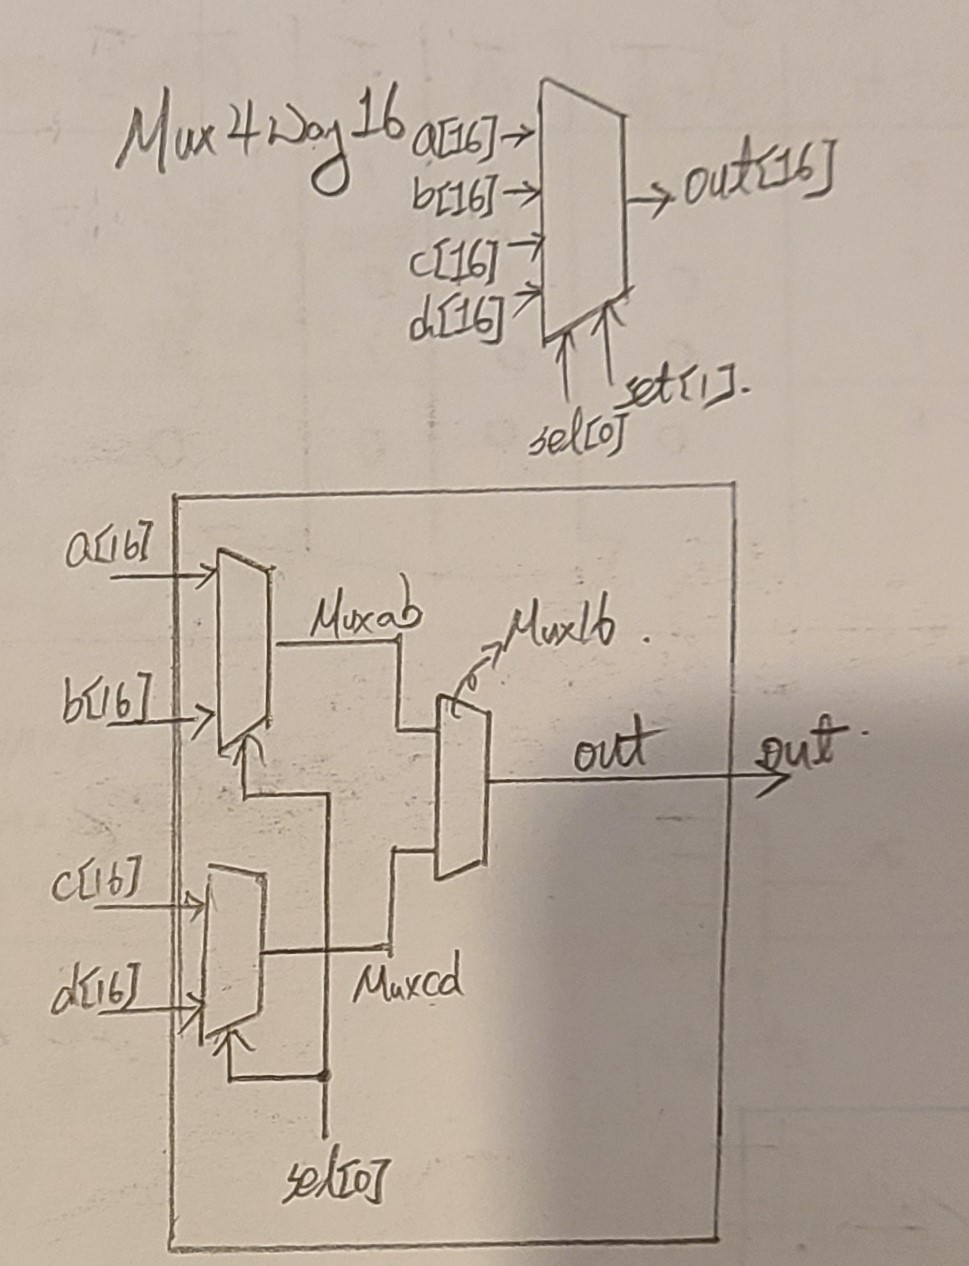 Mux4Way16
a[16]
b[16]
c[16]
d[16]
out[16]
sel[0]
set[1].
a[16]
b[16]
Muxab
Mux16.
out
out.
c[16]
d[16]
Muxcd
sel[0]